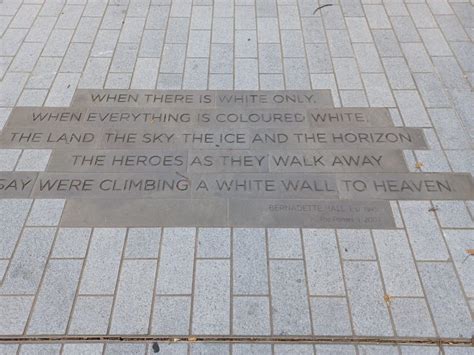 WHEN THERE IS WHITE ONLY,
WHEN EVERYTHING IS COLOURED WHITE,
THE LAND THE SKY THE ICE AND THE HORIZON
THE HEROES AS THEY WALK AWAY
SAY WERE CLIMBING A WHITE WALL TO HEAVEN.
BERNADETTE HALL